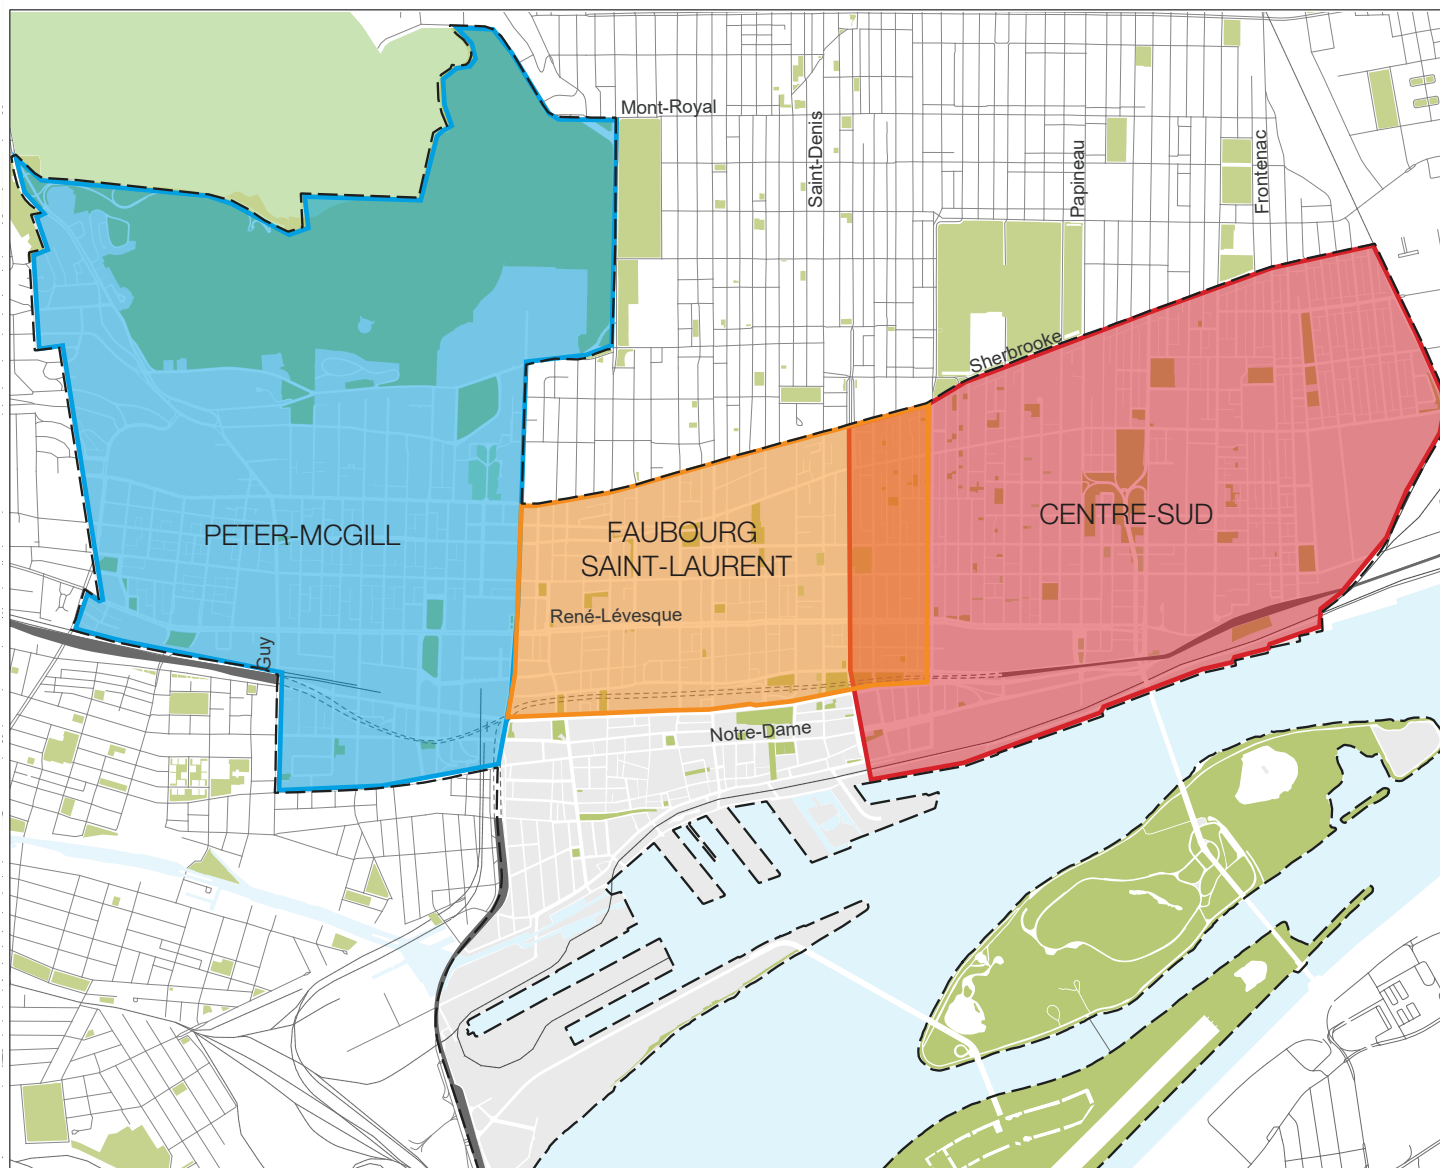 Mont-Royal
Saint-Denis
Papineau
Frontenac
Sherbrooke
PETER-MCGILL
FAUBOURG
SAINT-LAURENT
CENTRE-SUD
René-Lévesque
Guy
Notre-Dame